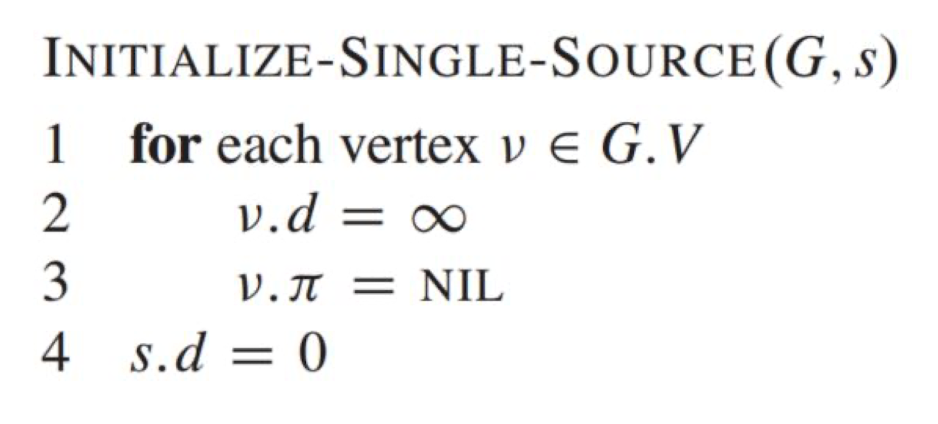 INITIALIZE-SINGLE-SOURCE(G, s)
1 for each vertex v ∈ G.V
2 v.d = ∞
3 v.π = NIL
4 s.d = 0